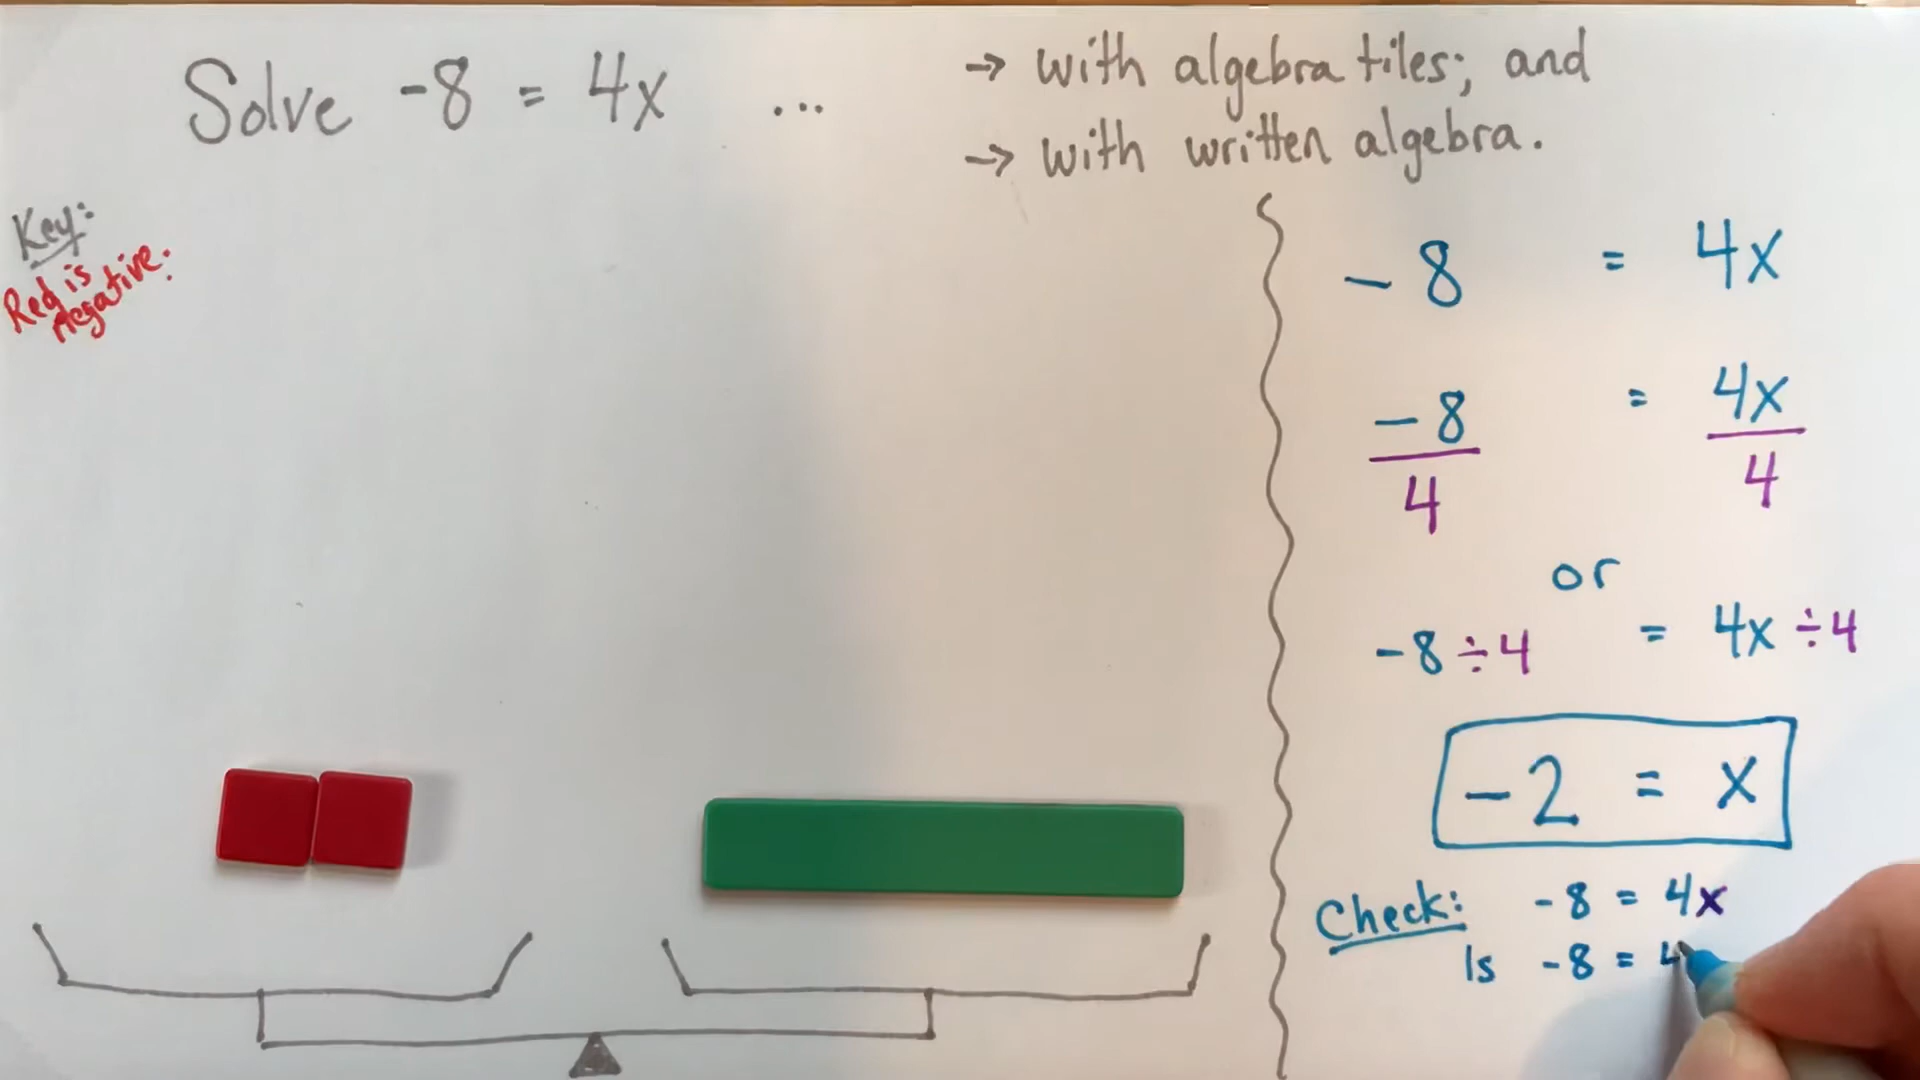 Solve -8 = 4x ...
→ with algebra tiles; and
→ with written algebra.
Key:
Red is
negative.
-8 = 4x
-8 = 4x
4 4
or
-8 ÷ 4 = 4x ÷ 4
-2 = x
Check: -8 = 4x
Is -8 = 4